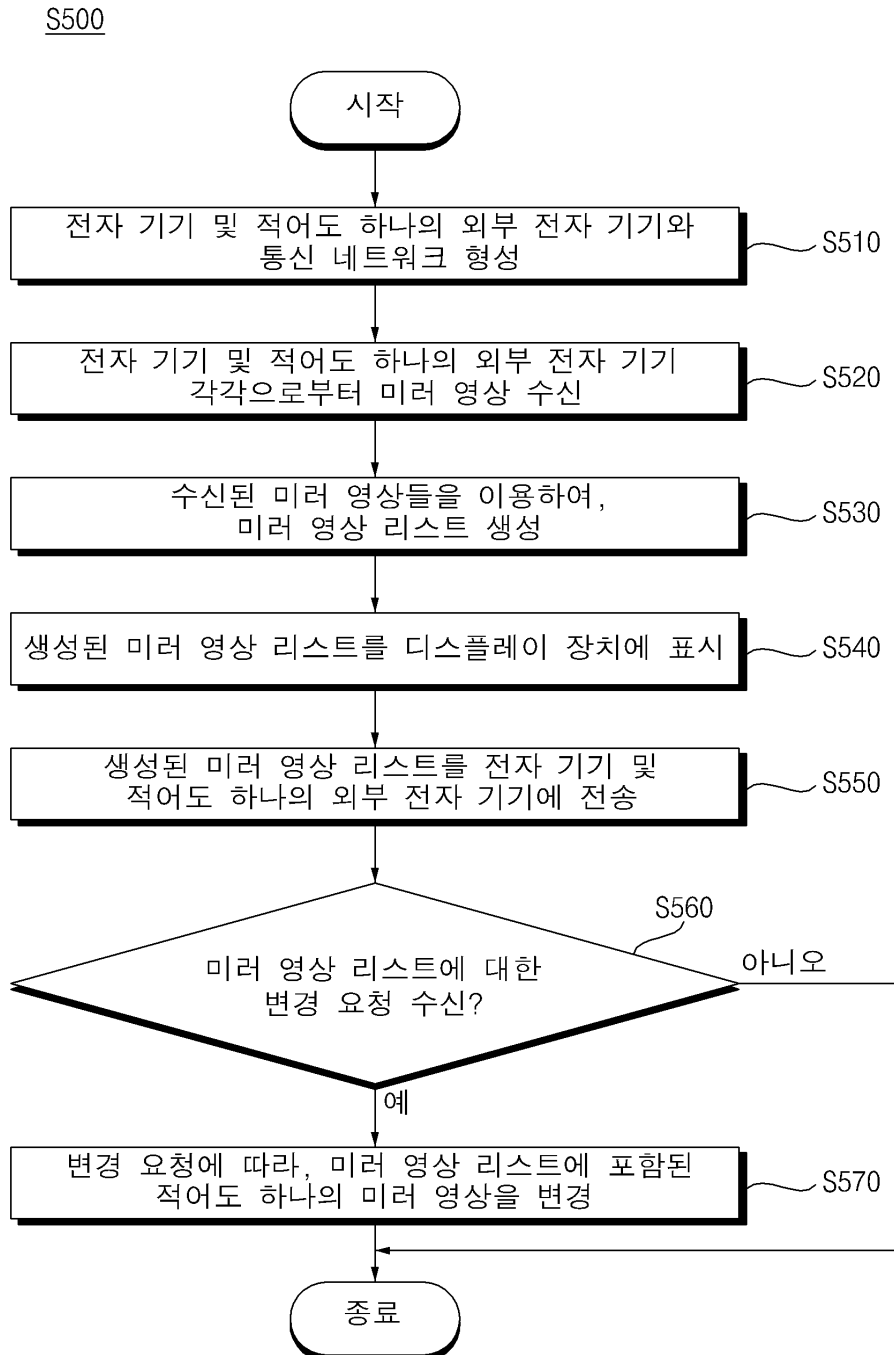 S500
시작
전자 기기 및 적어도 하나의 외부 전자 기기와
통신 네트워크 형성
S510
전자 기기 및 적어도 하나의 외부 전자 기기
각각으로부터 미러 영상 수신
S520
수신된 미러 영상들을 이용하여,
미러 영상 리스트 생성
S530
생성된 미러 영상 리스트를 디스플레이 장치에 표시
S540
생성된 미러 영상 리스트를 전자 기기 및
적어도 하나의 외부 전자 기기에 전송
S550
S560
미러 영상 리스트에 대한
변경 요청 수신?
아니오
예
변경 요청에 따라, 미러 영상 리스트에 포함된
적어도 하나의 미러 영상을 변경
S570
종료